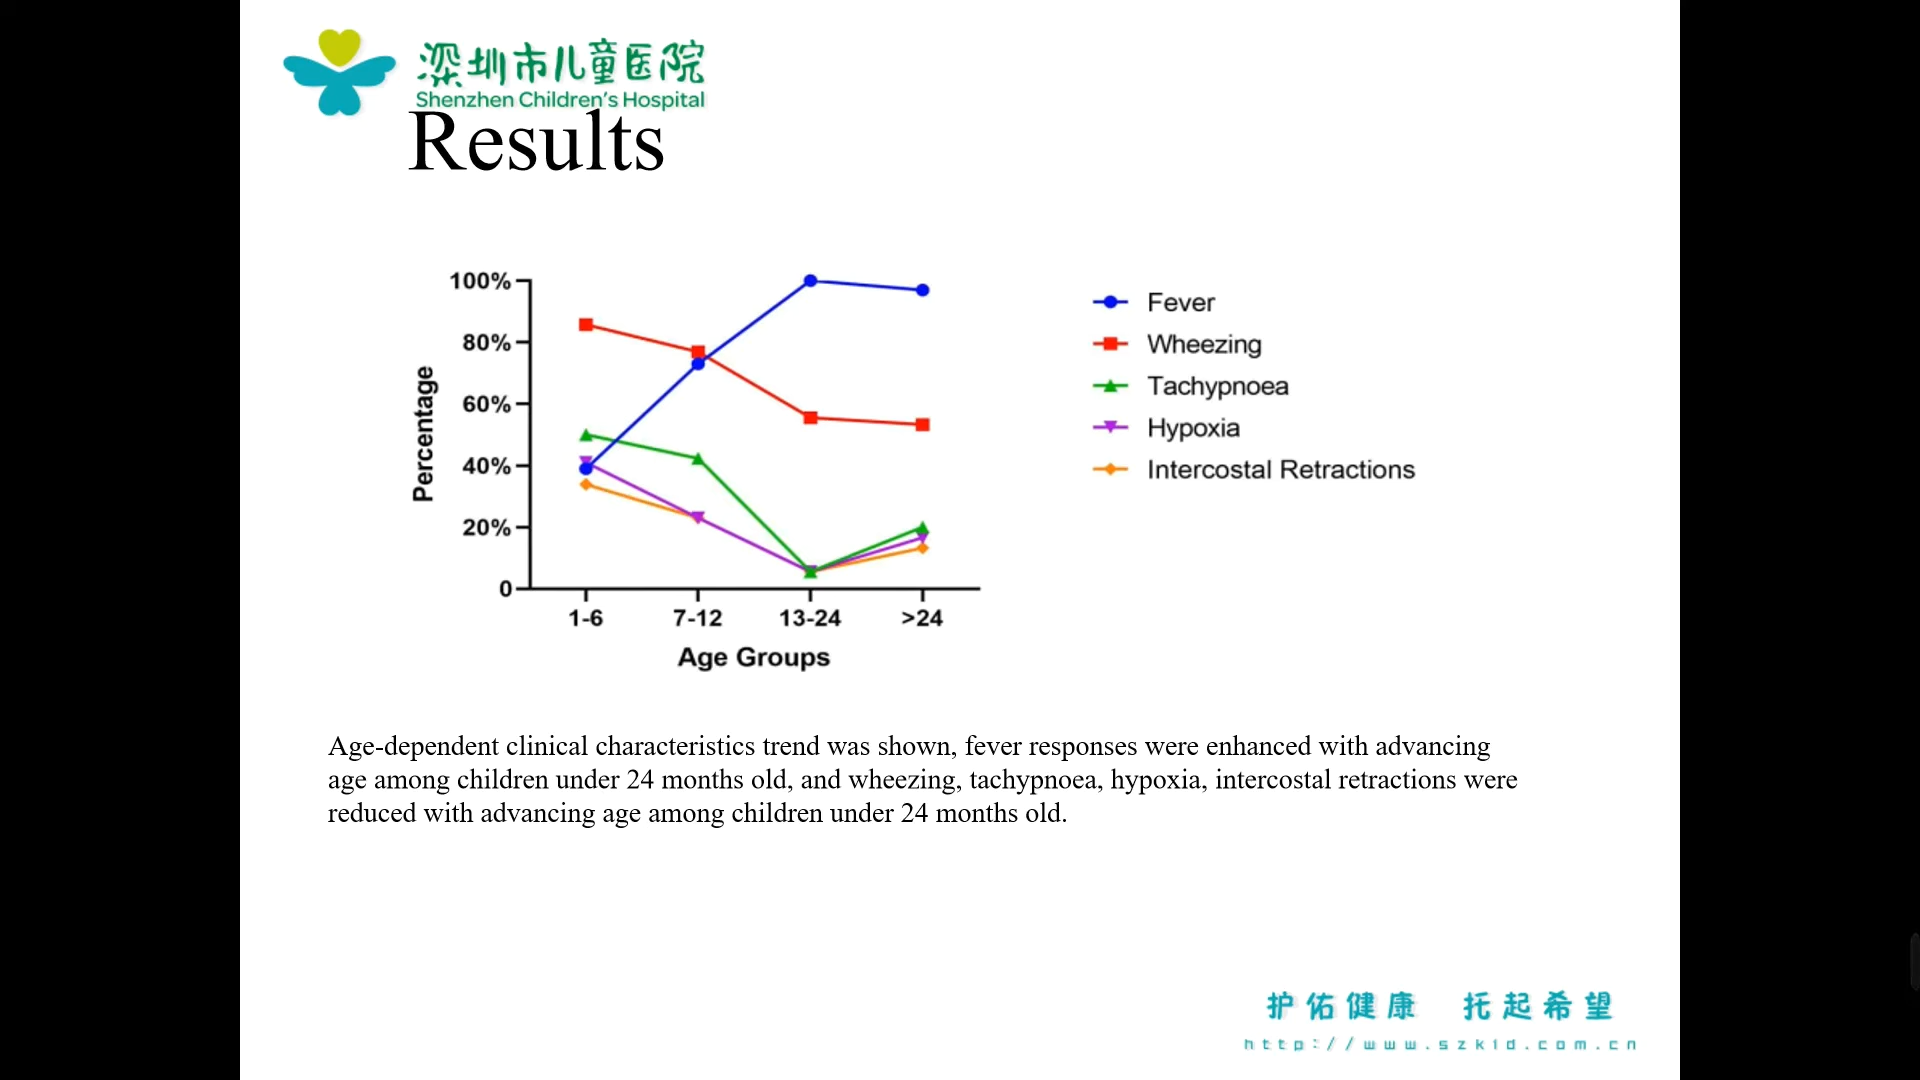 深圳市儿童医院
Shenzhen Children's Hospital
Results
100%
80%
60%
40%
20%
0
Percentage
1-6 7-12 13-24 >24
Age Groups
Fever
Wheezing
Tachypnoea
Hypoxia
Intercostal Retractions
Age-dependent clinical characteristics trend was shown, fever responses were enhanced with advancing
age among children under 24 months old, and wheezing, tachypnoea, hypoxia, intercostal retractions were
reduced with advancing age among children under 24 months old.
护佑健康 托起希望
http://www.szkid.com.cn